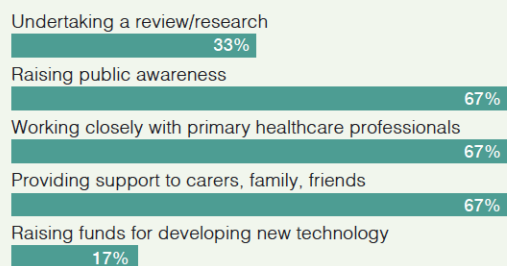 Undertaking a review/research
33%
Raising public awareness
67%
Working closely with primary healthcare professionals
67%
Providing support to carers, family, friends
67%
Raising funds for developing new technology
17%